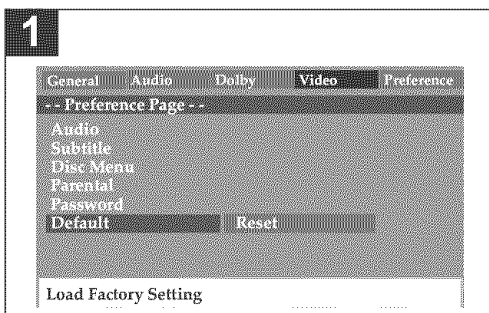 1
General Audio Dolby Video Preference
-- Preference Page --
Audio
Subtitle
Disc Menu
Parental
Password
Default Reset
Load Factory Setting